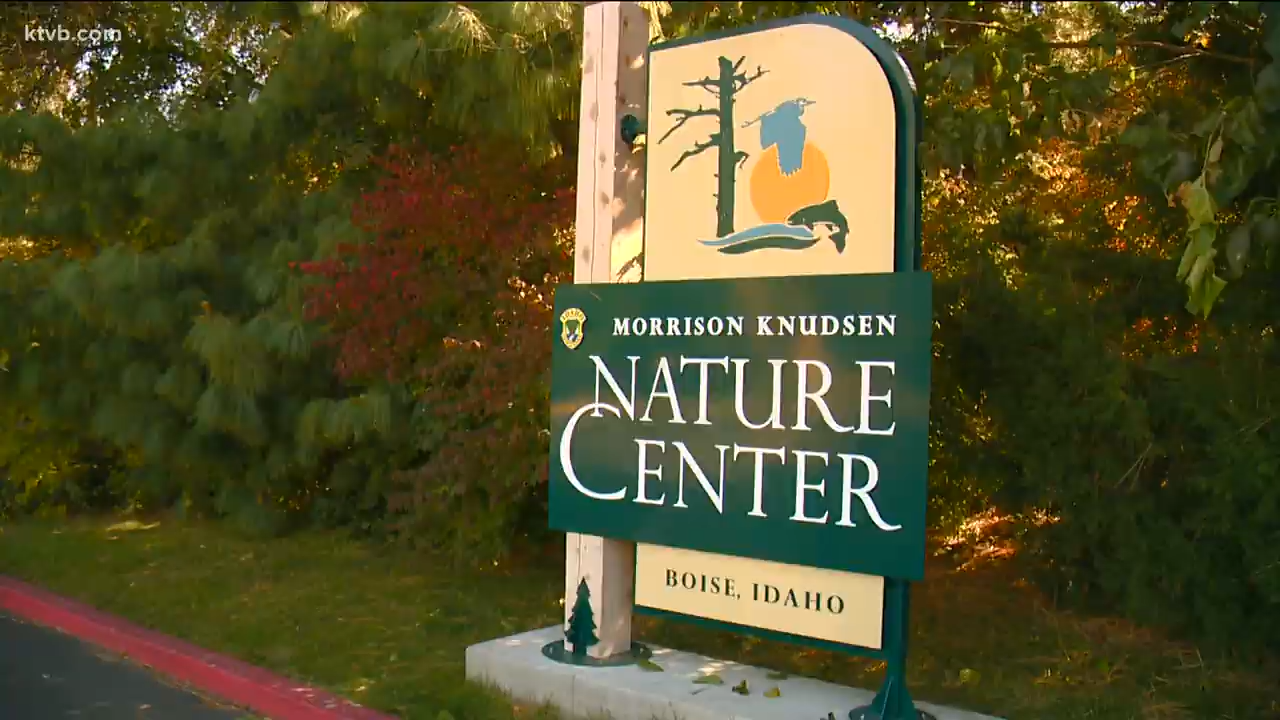 ktvb.com
MORRISON KNUDSEN
NATURE
CENTER
BOISE, IDAHO